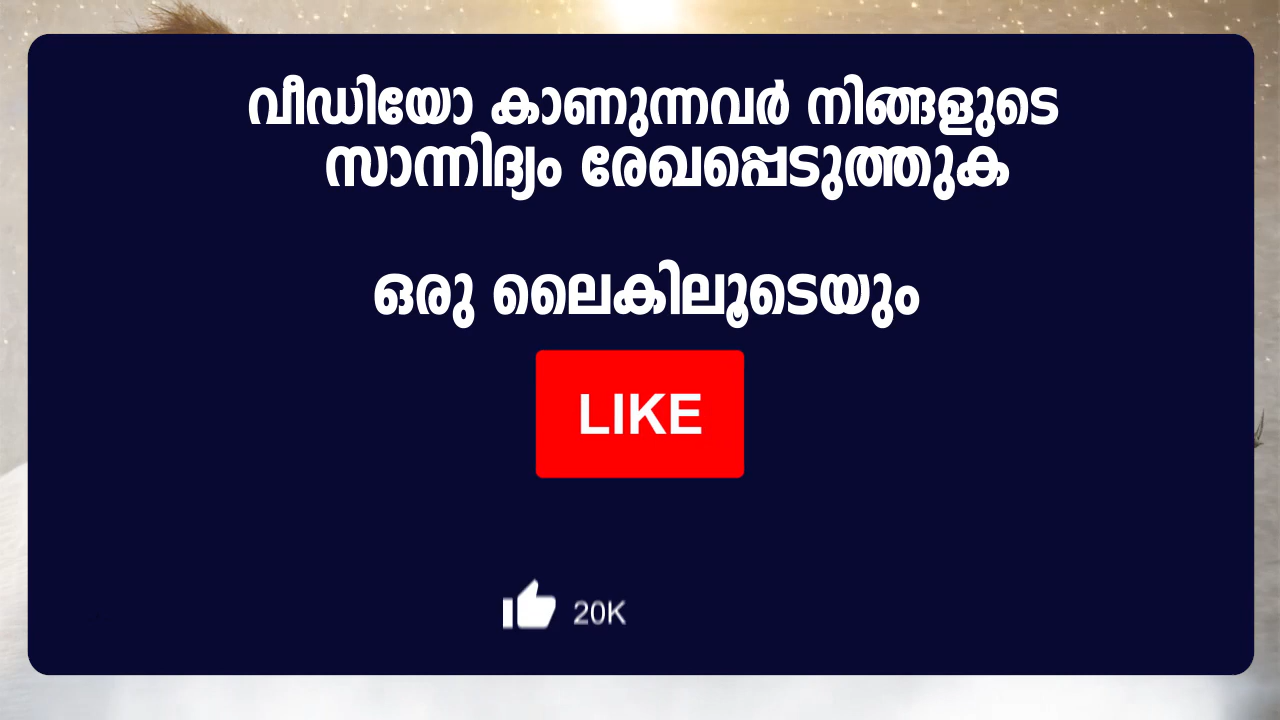 വീഡിയോ കാണുന്നവർ നിങ്ങളുടെ
സാന്നിദ്യം രേഖപ്പെടുത്തുക
ഒരു ലൈകിലൂടെയും
LIKE
20K